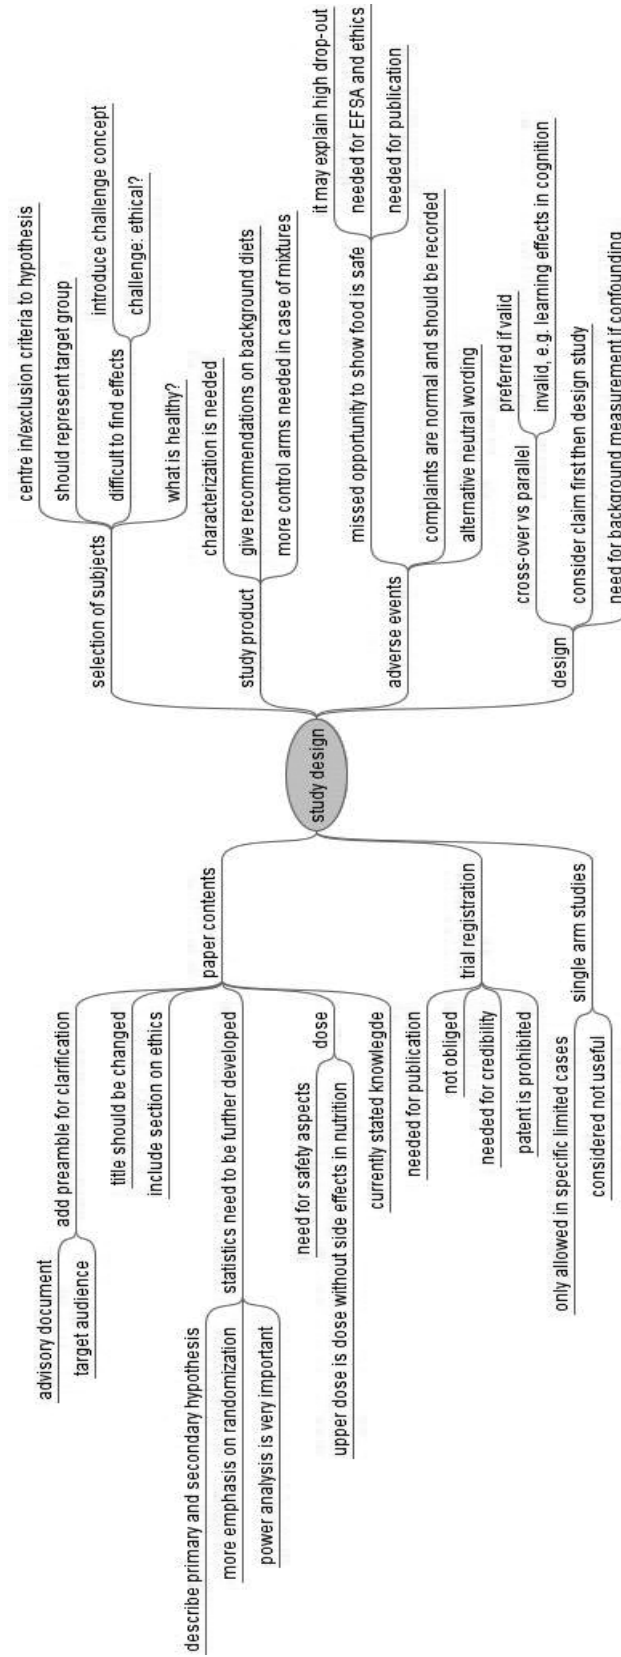 study design
selection of subjects
centre in/exclusion criteria to hypothesis
should represent target group
difficult to find effects
introduce challenge concept
challenge: ethical?
what is healthy?
study product
characterization is needed
give recommendations on background diets
more control arms needed in case of mixtures
adverse events
missed opportunity to show food is safe
it may explain high drop-out
needed for EFSA and ethics
needed for publication
complaints are normal and should be recorded
alternative neutral wording
design
cross-over vs parallel
preferred if valid
invalid, e.g. learning effects in cognition
consider claim first then design study
need for background measurement if confounding
paper contents
add preamble for clarification
advisory document
target audience
title should be changed
include section on ethics
statistics need to be further developed
describe primary and secondary hypothesis
more emphasis on randomization
power analysis is very important
dose
need for safety aspects
upper dose is dose without side effects in nutrition
currently stated knowlegde
trial registration
needed for publication
not obliged
needed for credibility
patent is prohibited
single arm studies
only allowed in specific limited cases
considered not useful